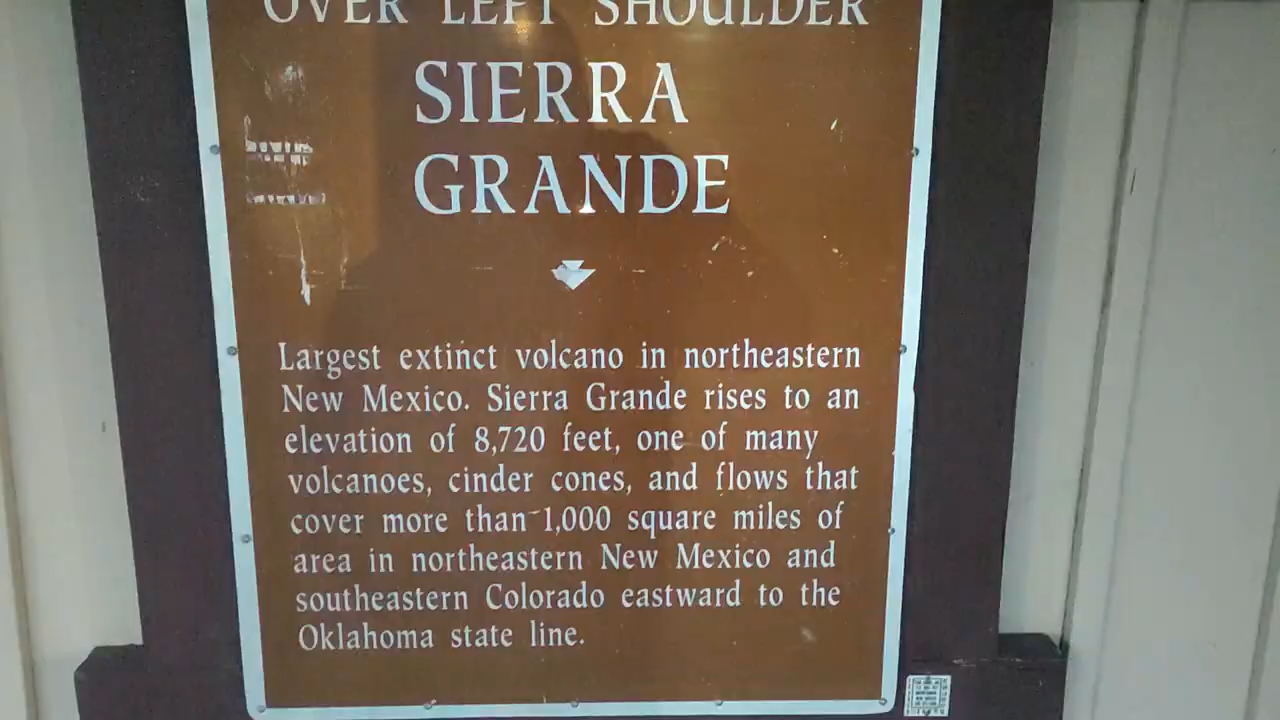 OVER LEFT SHOULDER
SIERRA
GRANDE
Largest extinct volcano in northeastern
New Mexico. Sierra Grande rises to an
elevation of 8,720 feet, one of many
volcanoes, cinder cones, and flows that
cover more than 1,000 square miles of
area in northeastern New Mexico and
southeastern Colorado eastward to the
Oklahoma state line.